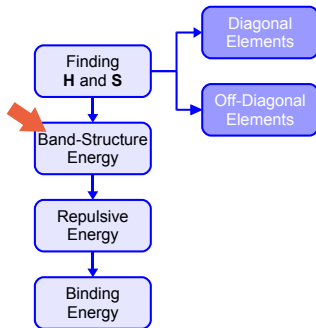 Diagonal
Elements
Finding
H and S
Off-Diagonal
Elements
Band-Structure
Energy
Repulsive
Energy
Binding
Energy